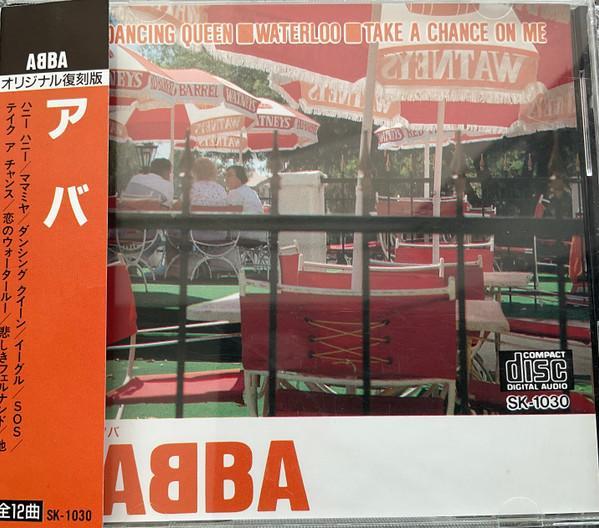 ABBA
オリジナル復刻版
アバ
ハニー ハニー/ママミヤ/ダンシング クイーン/イーグル/SOS/
テイク ア チャンス/恋のウォータールー/悲しきフェルナンド/他
全12曲 SK-1030
DANCING QUEEN ■ WATERLOO ■ TAKE A CHANCE ON ME
WATNEYS
BARREL
WATNEYS
WATNEYS
COMPACT
disc
DIGITAL AUDIO
SK-1030
ABBA